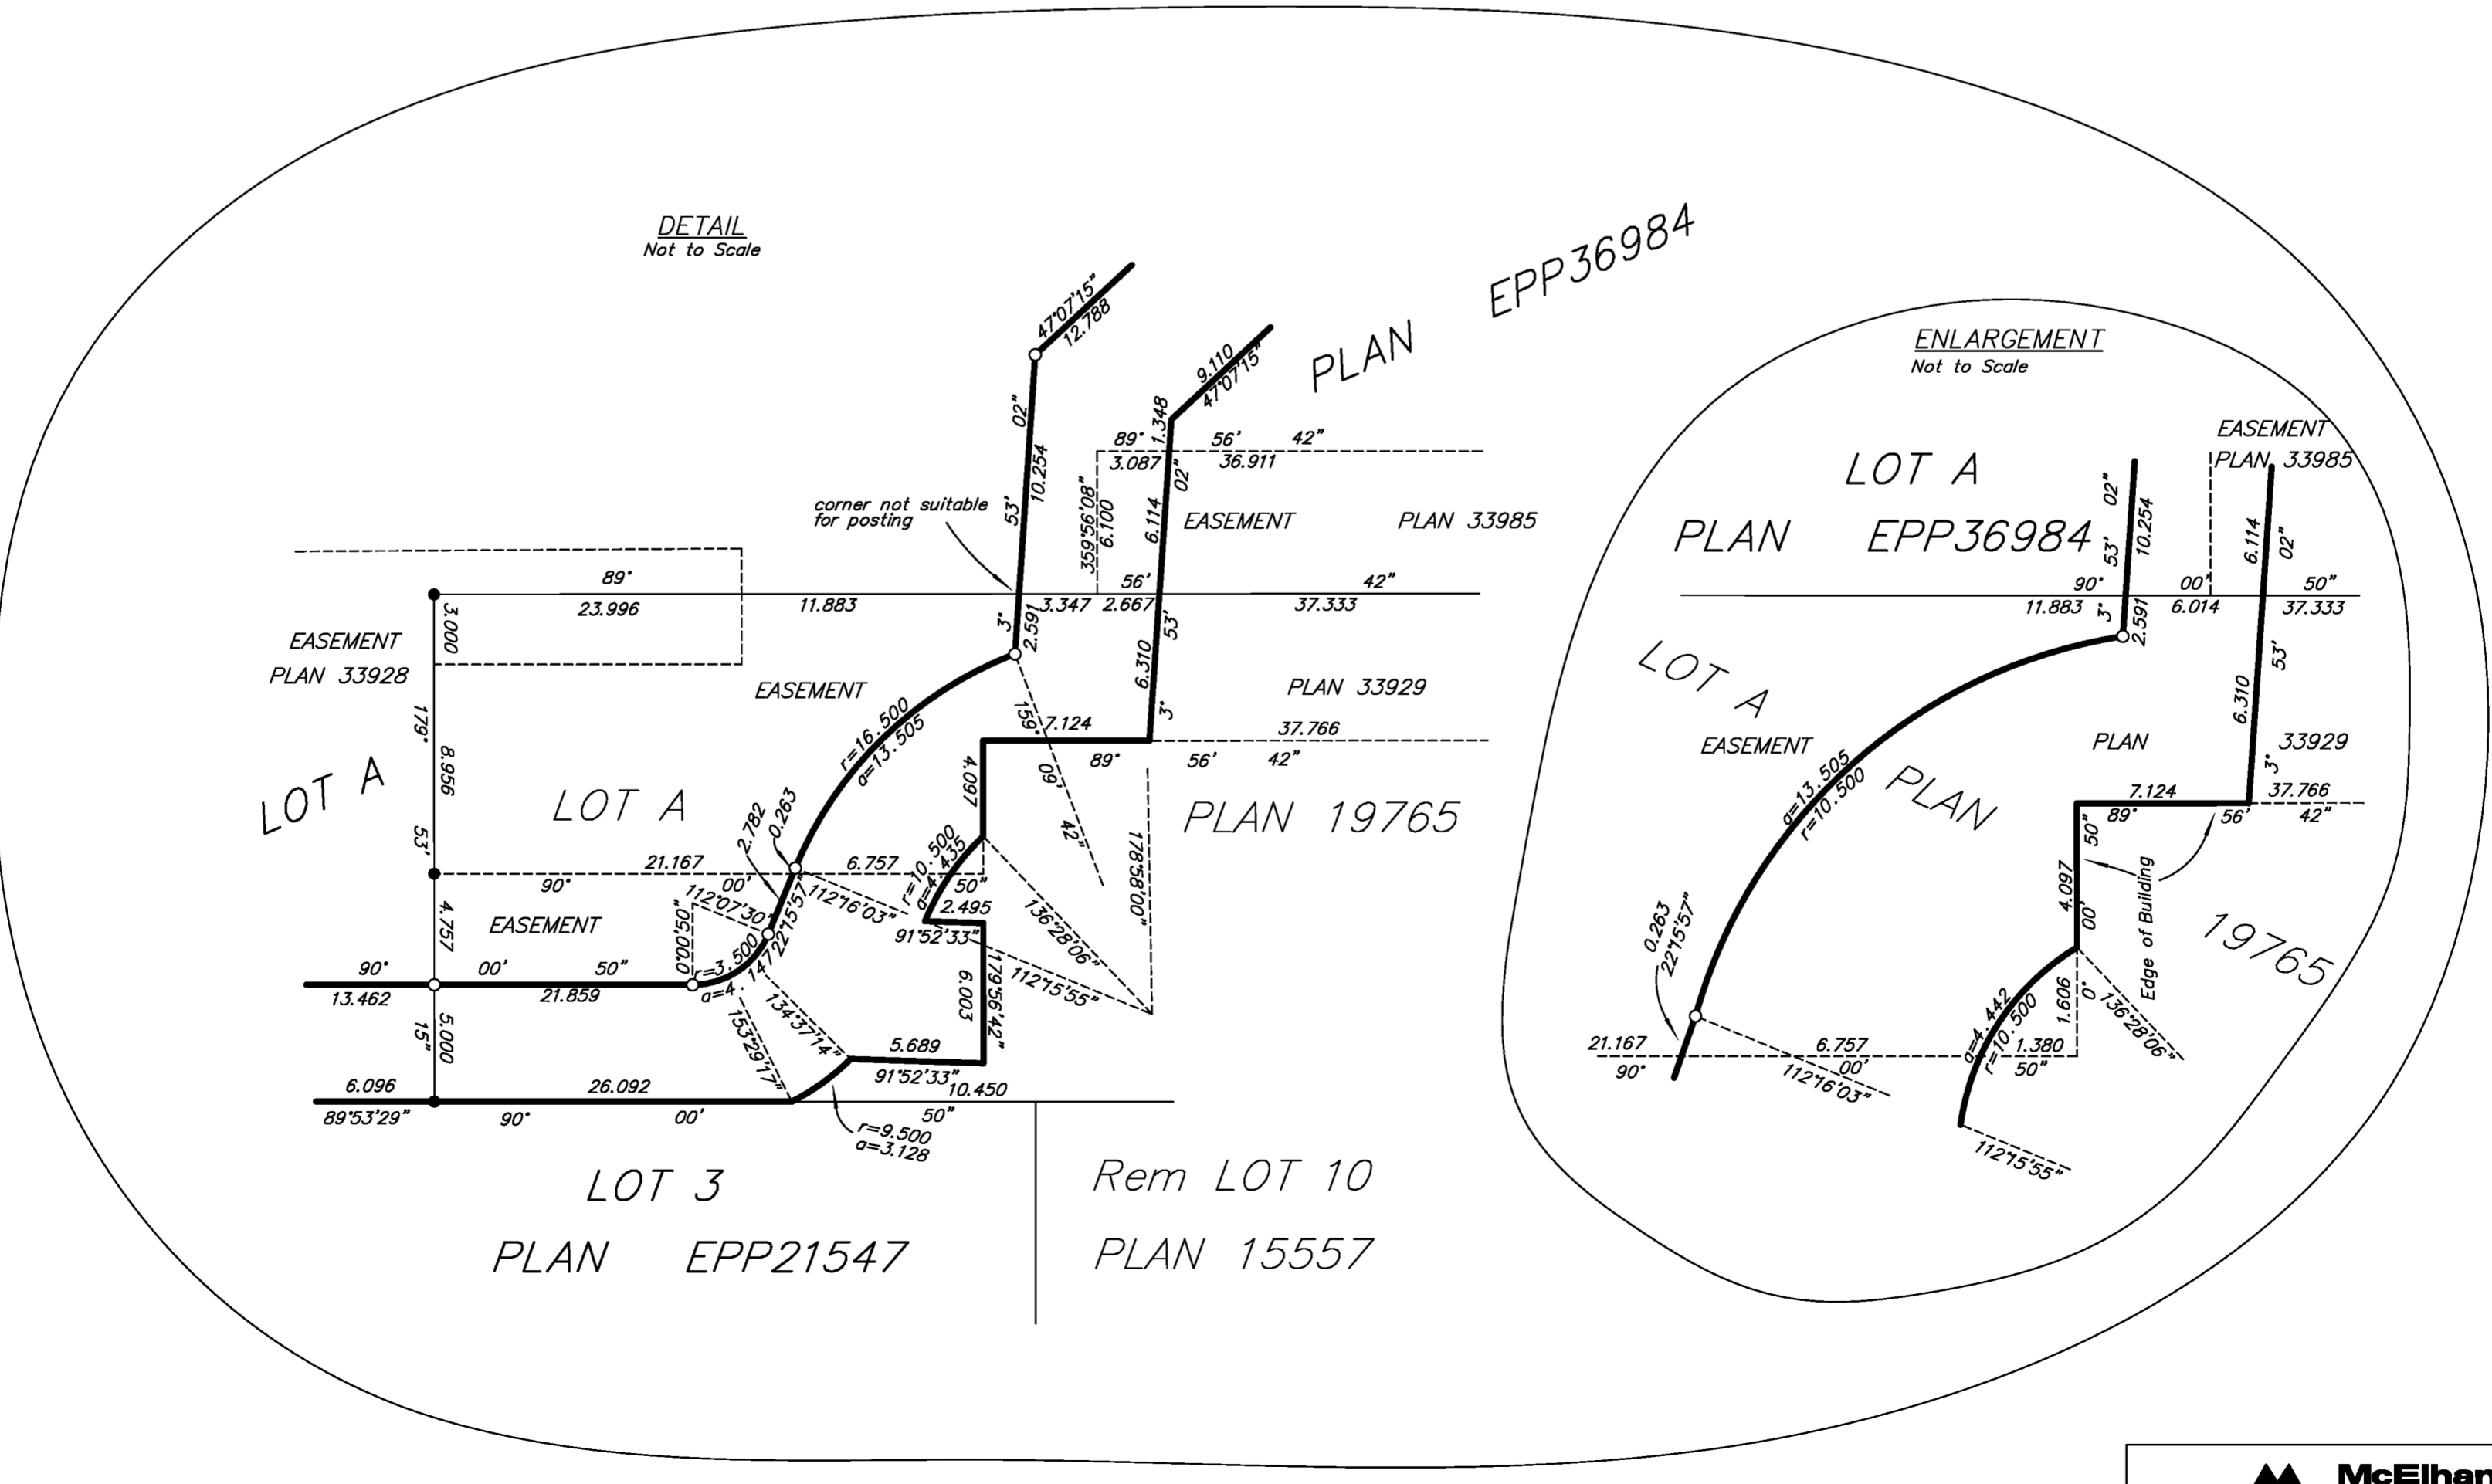 DETAIL
Not to Scale
PLAN EPP36984
47°07'15"
12.788
9.110
47°07'15"
1.348
89° 56' 42"
3.087 36.911
02"
10.254
53'
02"
6.114
359°56'08"
6.100
corner not suitable
for posting
EASEMENT PLAN 33985
89° 56' 42"
23.996 11.883 3.347 2.667 37.333
3.000
EASEMENT
PLAN 33928
3°
2.591
53'
6.310
3°
EASEMENT
PLAN 33929
179°
8.956
53'
r=16.500
a=13.505
159°
09'
42"
7.124 37.766
89° 56' 42"
4.097
LOT A
LOT A
PLAN 19765
2.782
0.263
21.167 6.757
90° 00' 50"
r=10.500
a=4.435
178°58'00"
112°07'30"
22°15'57"
112°16'03"
2.495
91°52'33"
136°28'06"
112°15'55"
4.757
EASEMENT
0°00'50"
r=3.500
a=4.147
90° 00' 50"
13.462 21.859
179°56'42"
6.003
134°37'14"
153°29'17"
5.000
15"
5.689
91°52'33"
6.096 26.092 10.450
89°53'29" 90° 00' 50"
r=9.500
a=3.128
LOT 3
PLAN EPP21547
Rem LOT 10
PLAN 15557
ENLARGEMENT
Not to Scale
EASEMENT
PLAN 33985
LOT A
PLAN EPP36984
02"
10.254
53'
6.114
02"
90° 00' 50"
11.883 6.014 37.333
3°
2.591
53'
6.310
3°
LOT A
EASEMENT
PLAN 33929
PLAN
19765
a=13.505
r=10.500
7.124 37.766
89° 56' 42"
50"
4.097
00'
Edge of Building
0.263
22°15'57"
1.606
0°
136°28'06"
a=4.442
r=10.500
21.167 6.757 1.380
90° 00' 50"
112°16'03"
112°15'55"